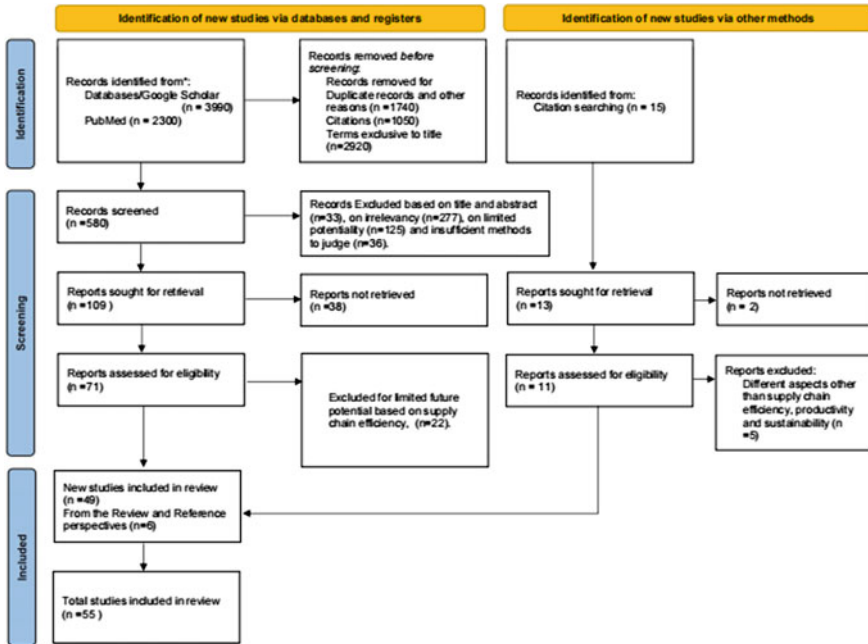 Identification of new studies via databases and registers
Identification of new studies via other methods
Identification
Records identified from*:
Databases/Google Scholar
(n = 3990)
PubMed (n = 2300)
Records removed before
screening:
Records removed for
Duplicate records and other
reasons (n =1740)
Citations (n=1050)
Terms exclusive to title
(n=2920)
Records identified from:
Citation searching (n = 15)
Screening
Records screened
(n =580)
Records Excluded based on title and abstract
(n=33), on irrelevancy (n=277), on limited
potentiality (n=125) and insufficient methods
to judge (n=36).
Reports sought for retrieval
(n =109 )
Reports not retrieved
(n =38)
Reports sought for retrieval
(n =13)
Reports not retrieved
(n = 2)
Reports assessed for eligibility
(n =71)
Excluded for limited future
potential based on supply
chain efficiency, (n=22).
Reports assessed for eligibility
(n = 11)
Reports excluded:
Different aspects other
than supply chain
efficiency, productivity
and sustainability (n
=5)
Included
New studies included in review
(n =49)
From the Review and Reference
perspectives (n=6)
Total studies included in review
(n =55 )